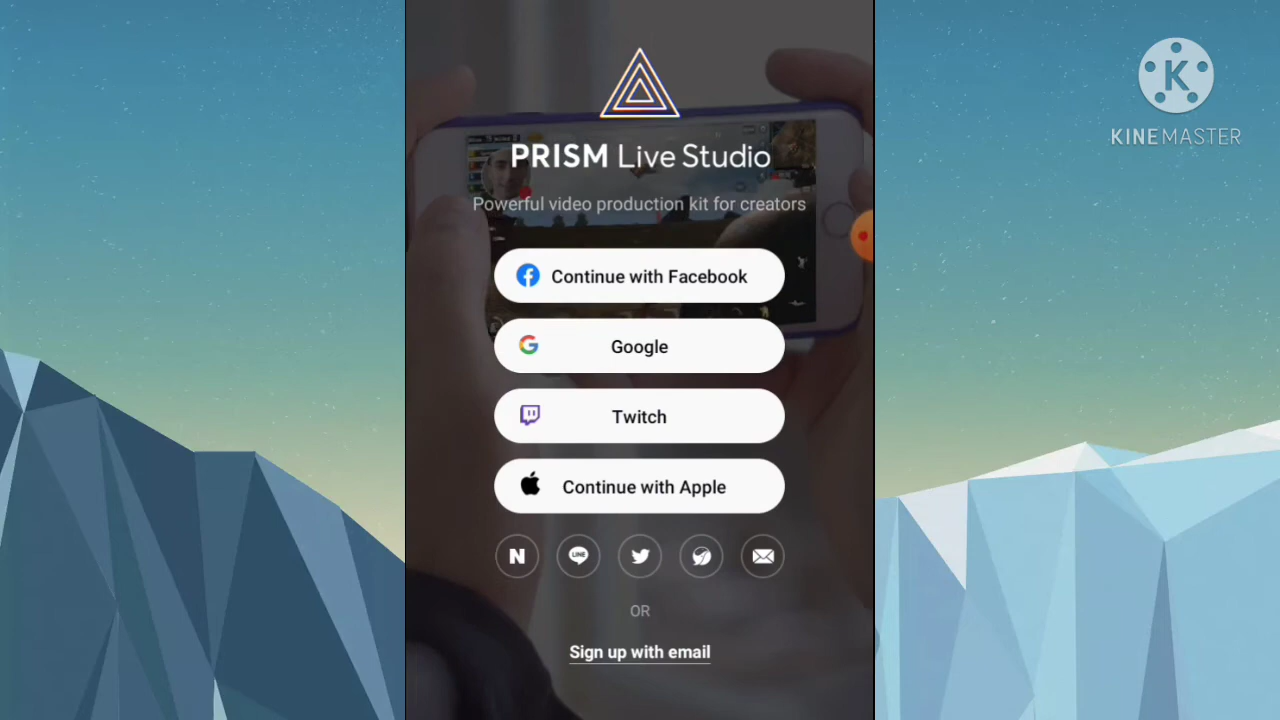 K
KINEMASTER
PRISM Live Studio
Powerful video production kit for creators
Continue with Facebook
Google
Twitch
Continue with Apple
N
LINE
OR
Sign up with email